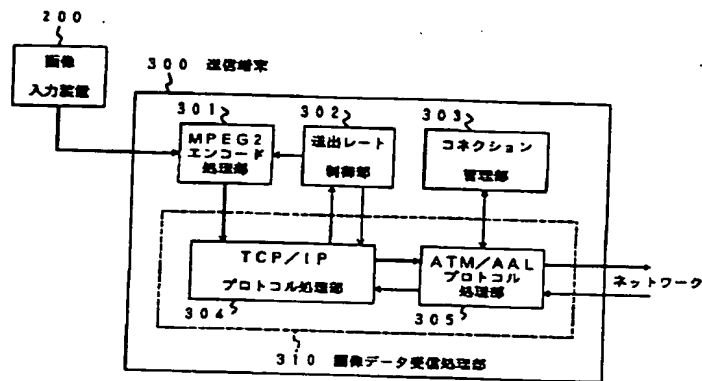 200
画像
入力装置
300 送信端末
301
MPEG2
エンコード
処理部
302
送出レート
制御部
303
コネクション
管理部
TCP/IP
プロトコル処理部
304
ATM/AAL
プロトコル
処理部
305
ネットワーク
310 画像データ受信処理部